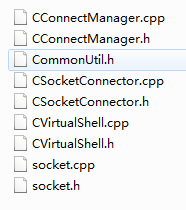 CConnectManager.cpp
CConnectManager.h
CommonUtil.h
CSocketConnector.cpp
CSocketConnector.h
CVirtualShell.cpp
CVirtualShell.h
socket.cpp
socket.h